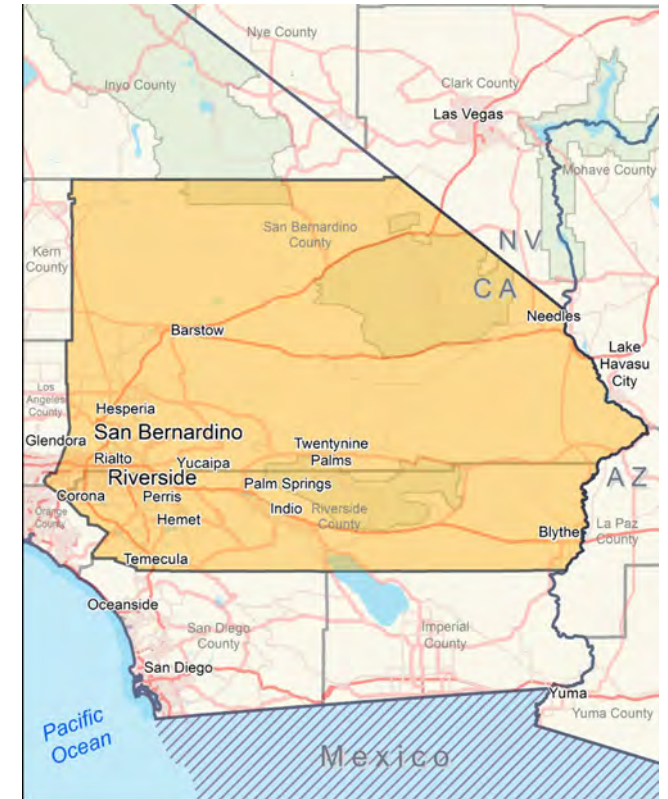 Nye County
Inyo County
Clark County
Las Vegas
Mohave County
San Bernardino
County
Kern
County
NV
CA
Needles
Barstow
Lake
Havasu
City
Los
Angeles
County
Hesperia
Glendora
San Bernardino
Twentynine
Palms
Rialto
Yucaipa
Riverside
Palm Springs
AZ
Corona
Perris
Orange
County
Indio
Riverside
County
Hemet
Blythe
La Paz
County
Temecula
Oceanside
San Diego
County
Imperial
County
San Diego
Yuma
Yuma County
Pacific
Ocean
Mexico